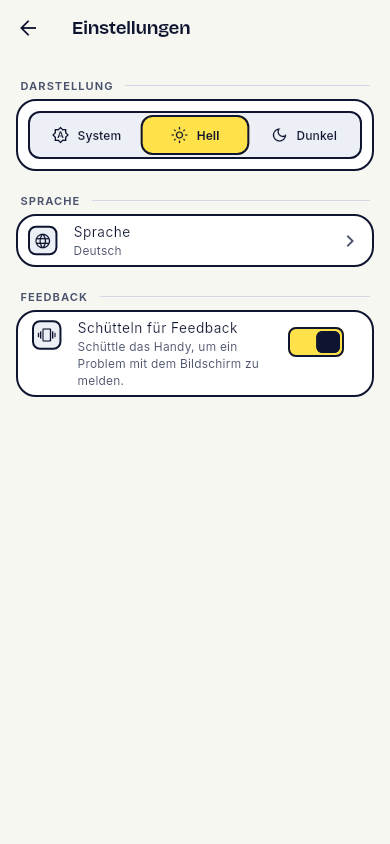 Einstellungen
DARSTELLUNG
System
Hell
Dunkel
SPRACHE
Sprache
Deutsch
FEEDBACK
Schütteln für Feedback
Schüttle das Handy, um ein
Problem mit dem Bildschirm zu
melden.